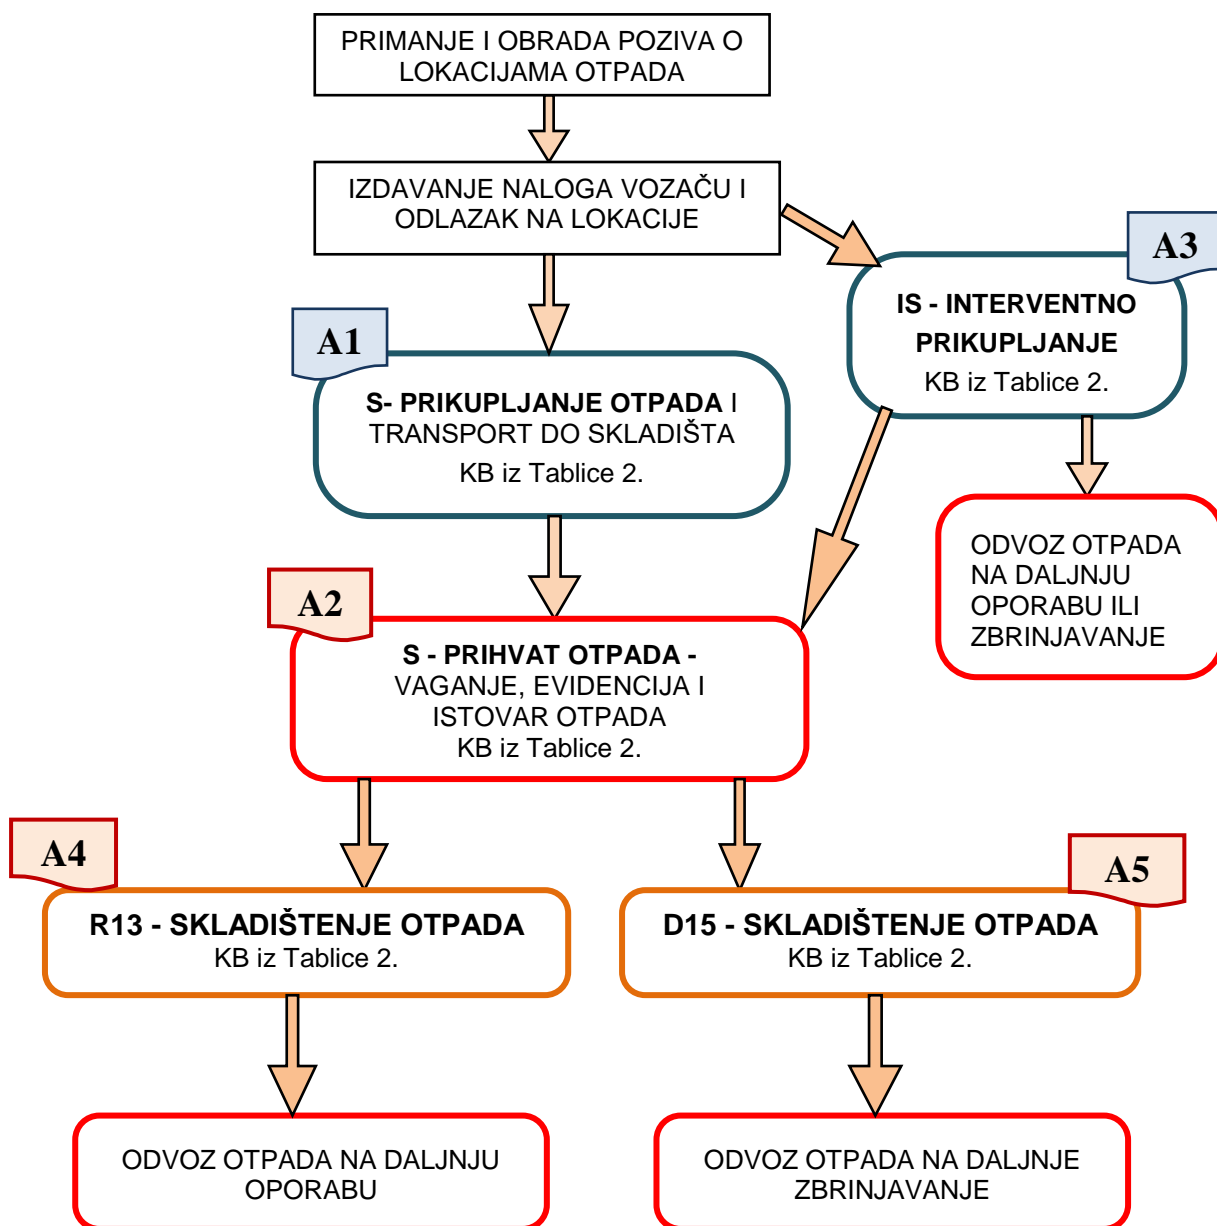 PRIMANJE I OBRADA POZIVA O
LOKACIJAMA OTPADA
IZDAVANJE NALOGA VOZAČU I
ODLAZAK NA LOKACIJE
A3
IS - INTERVENTNO
PRIKUPLJANJE
KB iz Tablice 2.
A1
S- PRIKUPLJANJE OTPADA I
TRANSPORT DO SKLADIŠTA
KB iz Tablice 2.
ODVOZ OTPADA
NA DALJNJU
OPORABU ILI
ZBRINJAVANJE
A2
S - PRIHVAT OTPADA -
VAGANJE, EVIDENCIJA I
ISTOVAR OTPADA
KB iz Tablice 2.
A4
R13 - SKLADIŠTENJE OTPADA
KB iz Tablice 2.
A5
D15 - SKLADIŠTENJE OTPADA
KB iz Tablice 2.
ODVOZ OTPADA NA DALJNJU
OPORABU
ODVOZ OTPADA NA DALJNJE
ZBRINJAVANJE